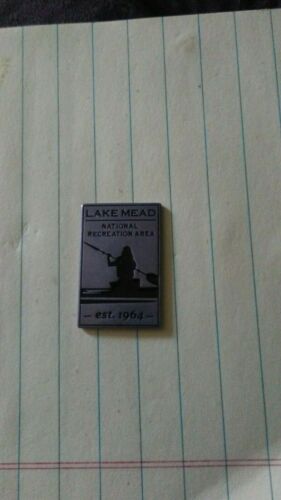 LAKE MEAD
NATIONAL
RECREATION AREA
– est. 1964 –